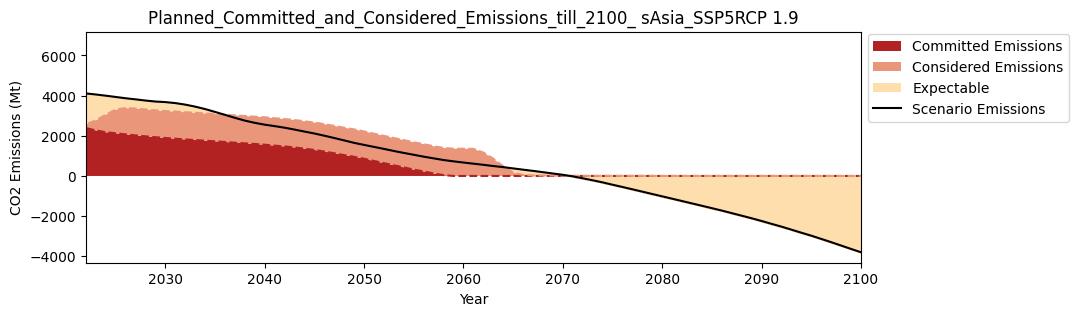 Planned_Committed_and_Considered_Emissions_till_2100_ sAsia_SSP5RCP 1.9
CO2 Emissions (Mt)
6000
4000
2000
0
−2000
−4000
2030
2040
2050
2060
2070
2080
2090
2100
Year
Committed Emissions
Considered Emissions
Expectable
Scenario Emissions